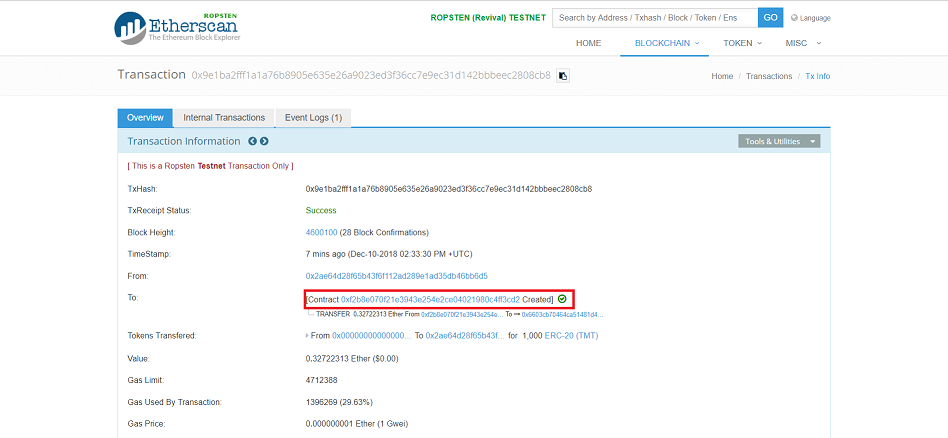 ROPSTEN
Etherscan
The Ethereum Block Explorer
ROPSTEN (Revival) TESTNET
Search by Address / Txhash / Block / Token / Ens
GO
Language
HOME
BLOCKCHAIN
TOKEN
MISC
Transaction 0x9e1ba2fff1a1a76b8905e635e26a9023ed3f36cc7e9ec31d142bbbeec2808cb8
Home / Transactions / Tx Info
Overview
Internal Transactions
Event Logs (1)
Transaction Information
Tools & Utilities
[ This is a Ropsten Testnet Transaction Only ]
TxHash: 0x9e1ba2fff1a1a76b8905e635e26a9023ed3f36cc7e9ec31d142bbbeec2808cb8
TxReceipt Status: Success
Block Height: 4600100 (28 Block Confirmations)
TimeStamp: 7 mins ago (Dec-10-2018 02:33:30 PM +UTC)
From: 0x2ae64d28f65b43f6f112ad289e1ad35db46bb6d5
To: [Contract 0xf2b8e070f21e3943e254e2ce04021980c4ff3cd2 Created]
TRANSFER 0.32722313 Ether From 0xf2b8e070f21e3943e254e... To 0x6603cb70464ca51481d4...
Tokens Transfered: From 0x00000000000000... To 0x2ae64d28f65b43f... for 1,000 ERC-20 (TMT)
Value: 0.32722313 Ether ($0.00)
Gas Limit: 4712388
Gas Used By Transaction: 1396269 (29.63%)
Gas Price: 0.000000001 Ether (1 Gwei)